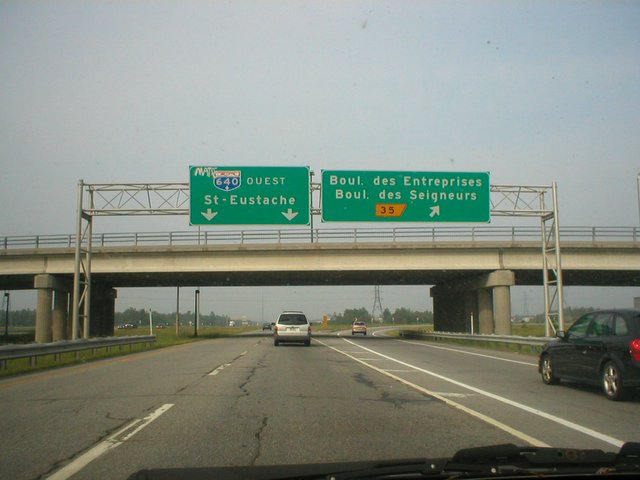 640 OUEST
St-Eustache
Boul. des Entreprises
Boul. des Seigneurs
35